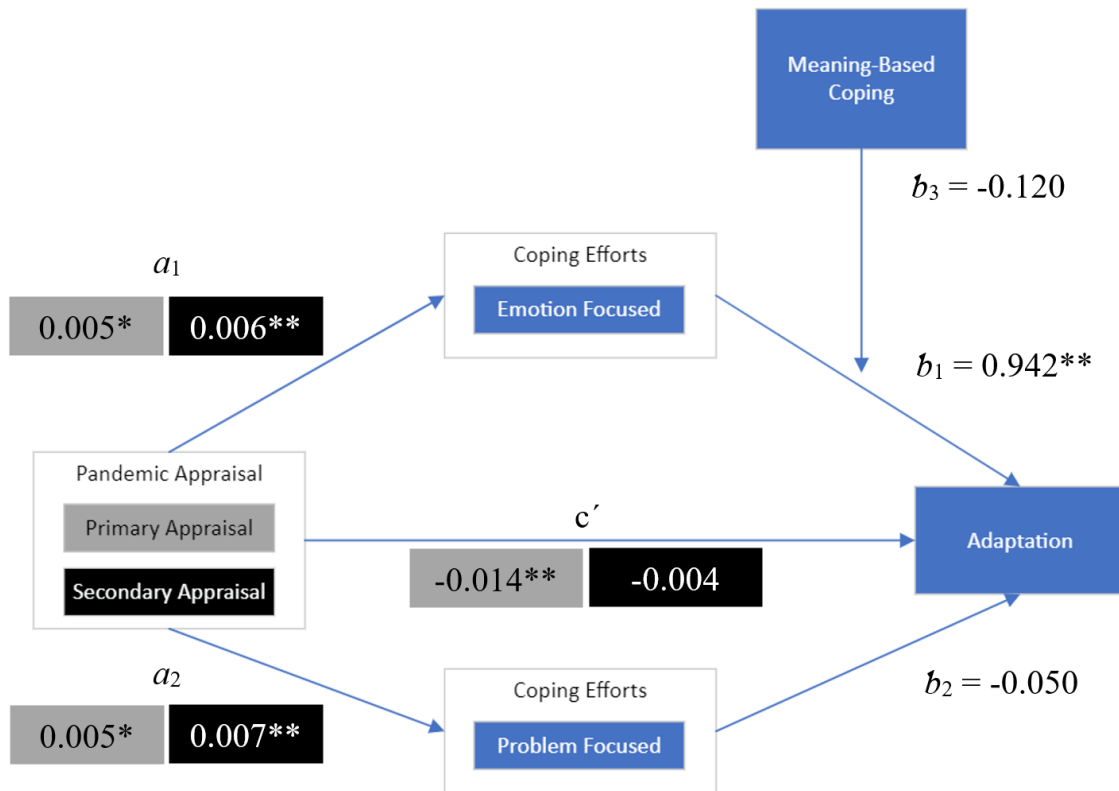 Meaning-Based
Coping
b₃ = -0.120
Coping Efforts
Emotion Focused
a₁
0.005* 0.006**
b₁ = 0.942**
Pandemic Appraisal
Primary Appraisal
Secondary Appraisal
c´
-0.014** -0.004
Adaptation
a₂
0.005* 0.007**
Coping Efforts
Problem Focused
b₂ = -0.050